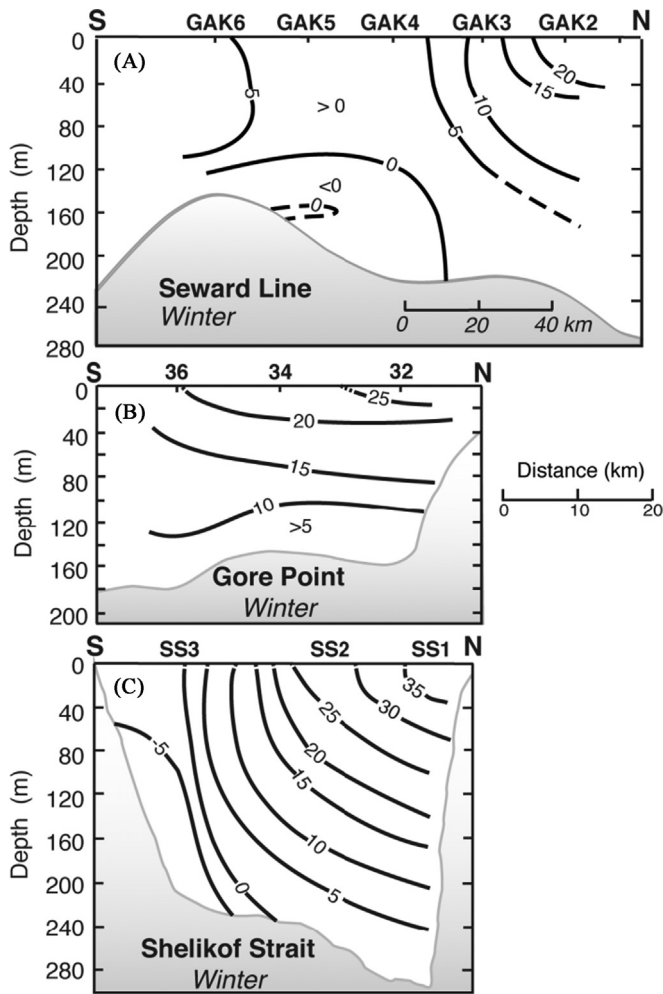 S GAK6 GAK5 GAK4 GAK3 GAK2 N
(A)
0
40
80
120
160
200
240
280
Depth (m)
5
> 0
0
<0
0
5
10
15
20
Seward Line
Winter
0 20 40 km
S 36 34 32 N
(B)
0
40
80
120
160
200
Depth (m)
25
20
15
10
>5
Gore Point
Winter
Distance (km)
0 10 20
S SS3 SS2 SS1 N
(C)
0
40
80
120
160
200
240
280
Depth (m)
35
30
25
20
15
10
5
0
-5
Shelikof Strait
Winter